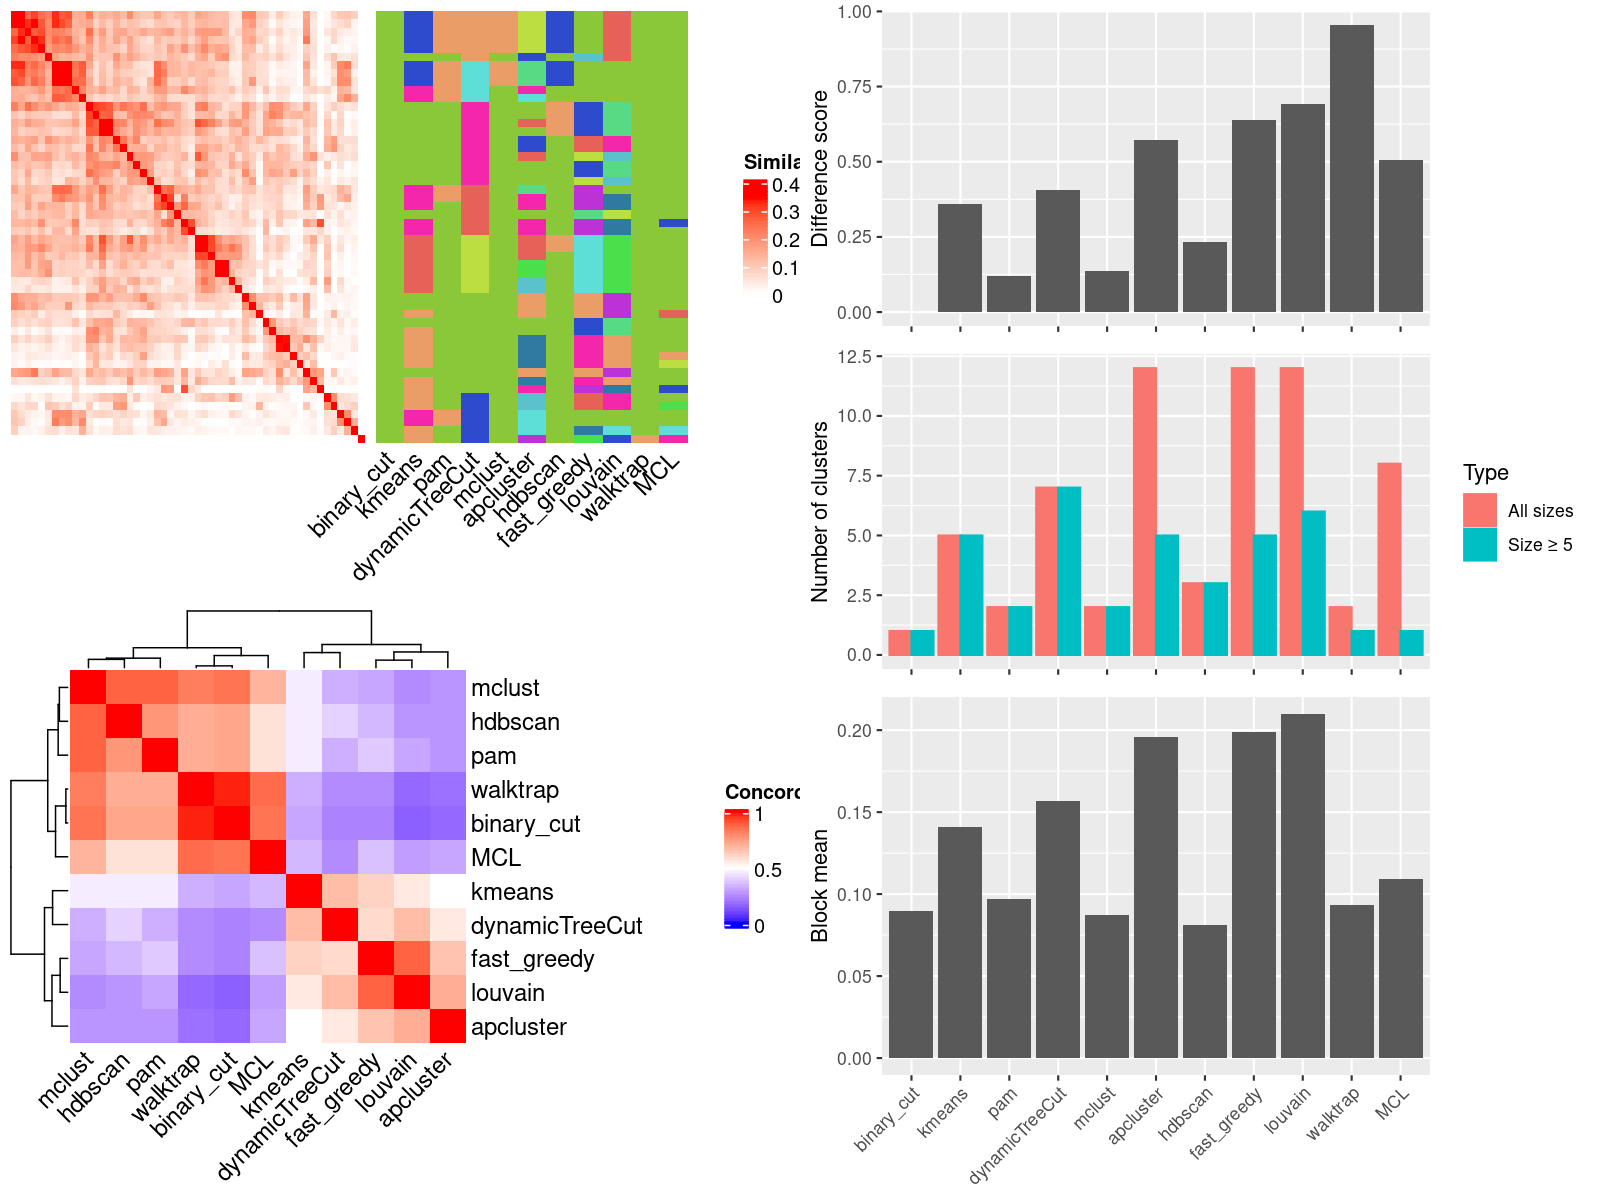 Simila
0.4
0.3
0.2
0.1
0
binary_cut
kmeans
pam
dynamicTreeCut
mclust
apcluster
hdbscan
fast_greedy
louvain
walktrap
MCL
mclust
hdbscan
pam
walktrap
binary_cut
MCL
kmeans
dynamicTreeCut
fast_greedy
louvain
apcluster
mclust
hdbscan
pam
walktrap
binary_cut
MCL
kmeans
dynamicTreeCut
fast_greedy
louvain
apcluster
Concord
1
0.5
0
Difference score
1.00
0.75
0.50
0.25
0.00
Number of clusters
12.5
10.0
7.5
5.0
2.5
0.0
Type
All sizes
Size ≥ 5
Block mean
0.20
0.15
0.10
0.05
0.00
binary_cut
kmeans
pam
dynamicTreeCut
mclust
apcluster
hdbscan
fast_greedy
louvain
walktrap
MCL